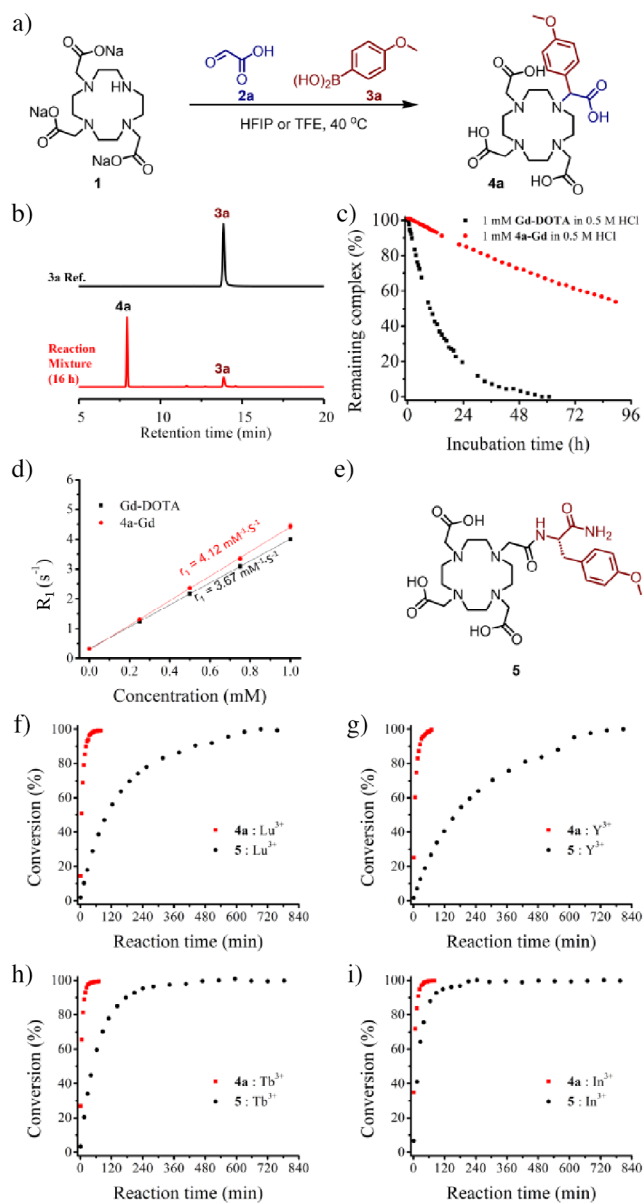 a)
ONa
O
N
HN
NaO
O
N
N
NaO
O
1
O
OH
O
2a
O
(HO)₂B
3a
HFIP or TFE, 40 °C
O
O
OH
O
N
N
OH
O
N
N
OH
HO
O
4a
b)
3a
3a Ref.
4a
Reaction
Mixture
(16 h)
3a
5 10 15 20
Retention time (min)
c)
1 mM Gd-DOTA in 0.5 M HCl
1 mM 4a-Gd in 0.5 M HCl
Remaining complex (%)
100
80
60
40
20
0
0 24 48 72 96
Incubation time (h)
d)
Gd-DOTA
4a-Gd
r₁ = 4.12 mM⁻¹·S⁻¹
r₁ = 3.67 mM⁻¹·S⁻¹
R₁ (s⁻¹)
6
5
4
3
2
1
0
0.0 0.2 0.4 0.6 0.8 1.0
Concentration (mM)
e)
O
OH
O
H
N
O
NH₂
N
N
O
N
N
HO
O
HO
O
5
f)
Conversion (%)
100
80
60
40
20
0
4a : Lu³⁺
5 : Lu³⁺
0 120 240 360 480 600 720 840
Reaction time (min)
g)
Conversion (%)
100
80
60
40
20
0
4a : Y³⁺
5 : Y³⁺
0 120 240 360 480 600 720 840
Reaction time (min)
h)
Conversion (%)
100
80
60
40
20
0
4a : Tb³⁺
5 : Tb³⁺
0 120 240 360 480 600 720 840
Reaction time (min)
i)
Conversion (%)
100
80
60
40
20
0
4a : In³⁺
5 : In³⁺
0 120 240 360 480 600 720 840
Reaction time (min)